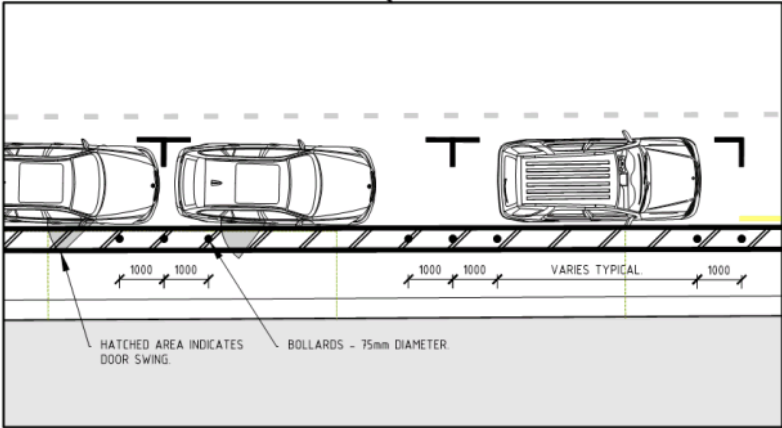 1000 1000 1000 1000 VARIES TYPICAL. 1000
HATCHED AREA INDICATES
DOOR SWING.
BOLLARDS - 75mm DIAMETER.